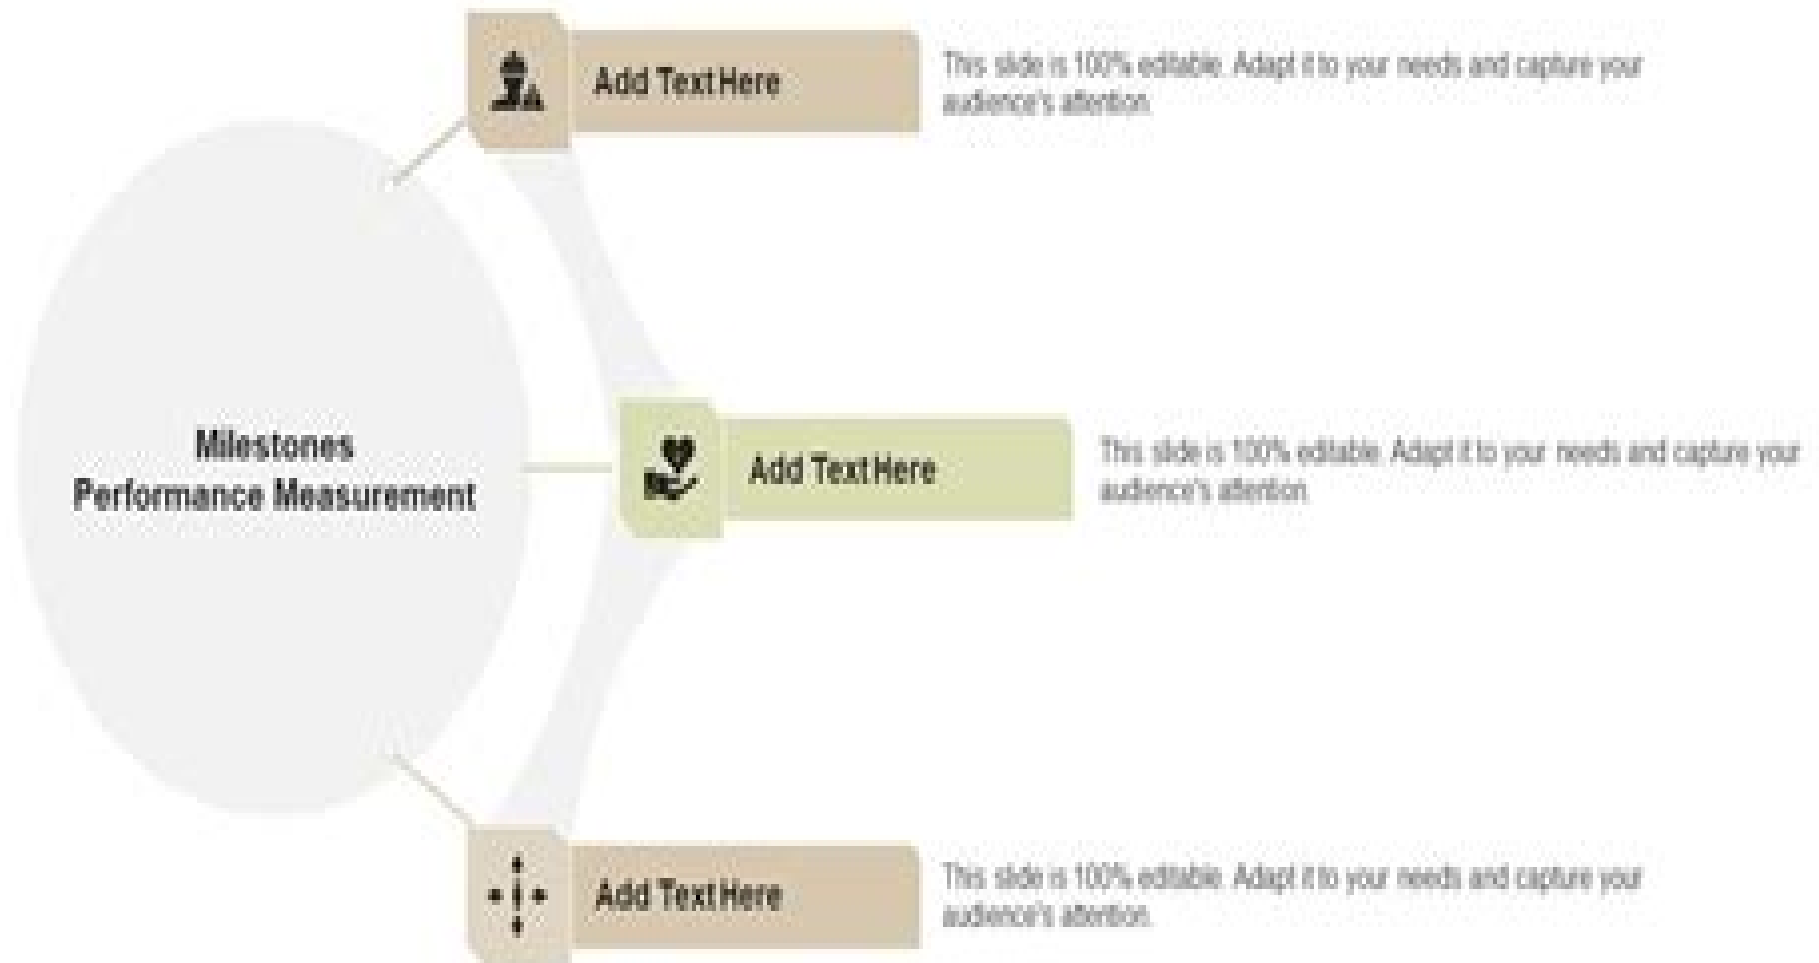 Add Text Here
This slide is 100% editable. Adapt it to your needs and capture your
audience's attention.
Milestones
Performance Measurement
Add Text Here
This slide is 100% editable. Adapt it to your needs and capture your
audience's attention.
Add Text Here
This slide is 100% editable. Adapt it to your needs and capture your
audience's attention.